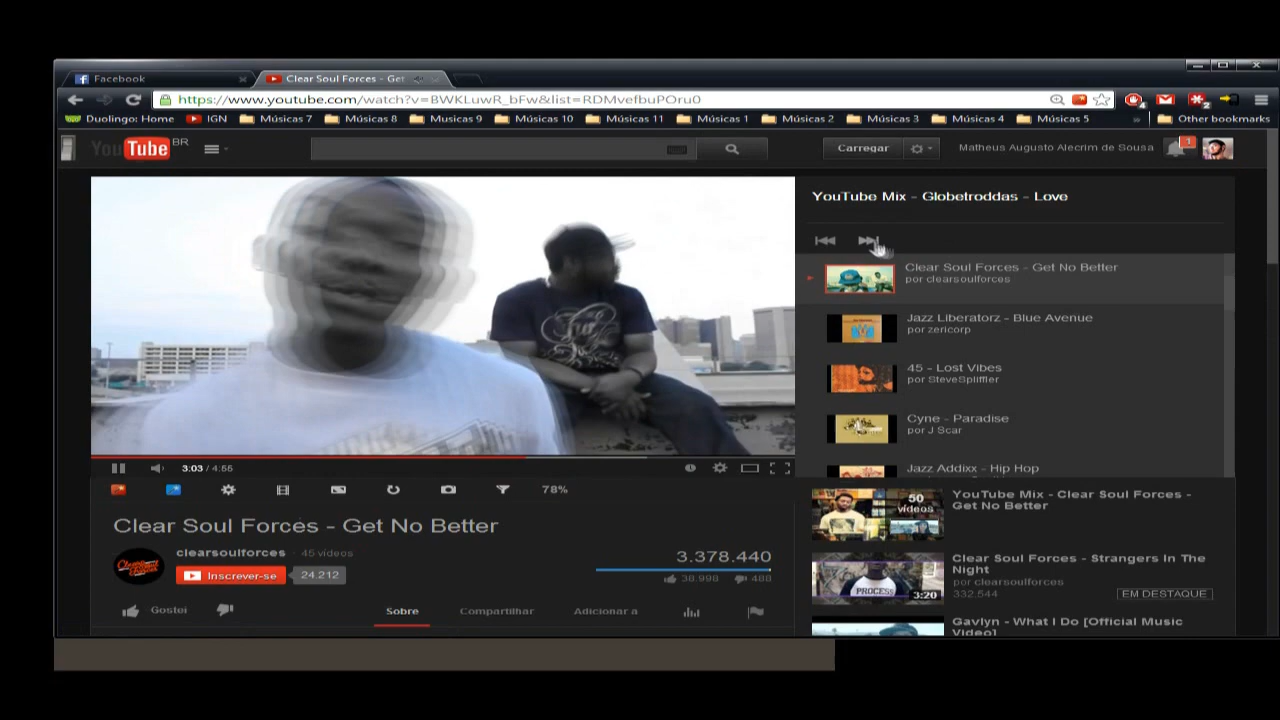 Facebook
Clear Soul Forces - Get
https://www.youtube.com/watch?v=BWKLuwR_bFw&list=RDMvefbuPOru0
Duolingo: Home IGN Músicas 7 Músicas 8 Musicas 9 Músicas 10 Músicas 11 Músicas 1 Músicas 2 Músicas 3 Músicas 4 Músicas 5 » Other bookmarks
YouTube BR
Carregar
Matheus Augusto Alecrim de Sousa
1
YouTube Mix - Globetroddas - Love
Clear Soul Forces - Get No Better
por clearsoulforces
Jazz Liberatorz - Blue Avenue
por zericorp
45 - Lost Vibes
por SteveSpliffler
Cyne - Paradise
por J Scar
Jazz Addixx - Hip Hop
3:03 / 4:55
78%
Clear Soul Forces - Get No Better
clearsoulforces · 45 vídeos
Inscrever-se 24.212
3.378.440
38.998 488
Gostei
Sobre Compartilhar Adicionar a
50 vídeos
YouTube Mix - Clear Soul Forces -
Get No Better
PROCESS
3:20
Clear Soul Forces - Strangers In The
Night
por clearsoulforces
332.544 EM DESTAQUE
Gavlyn - What I Do [Official Music
Video]